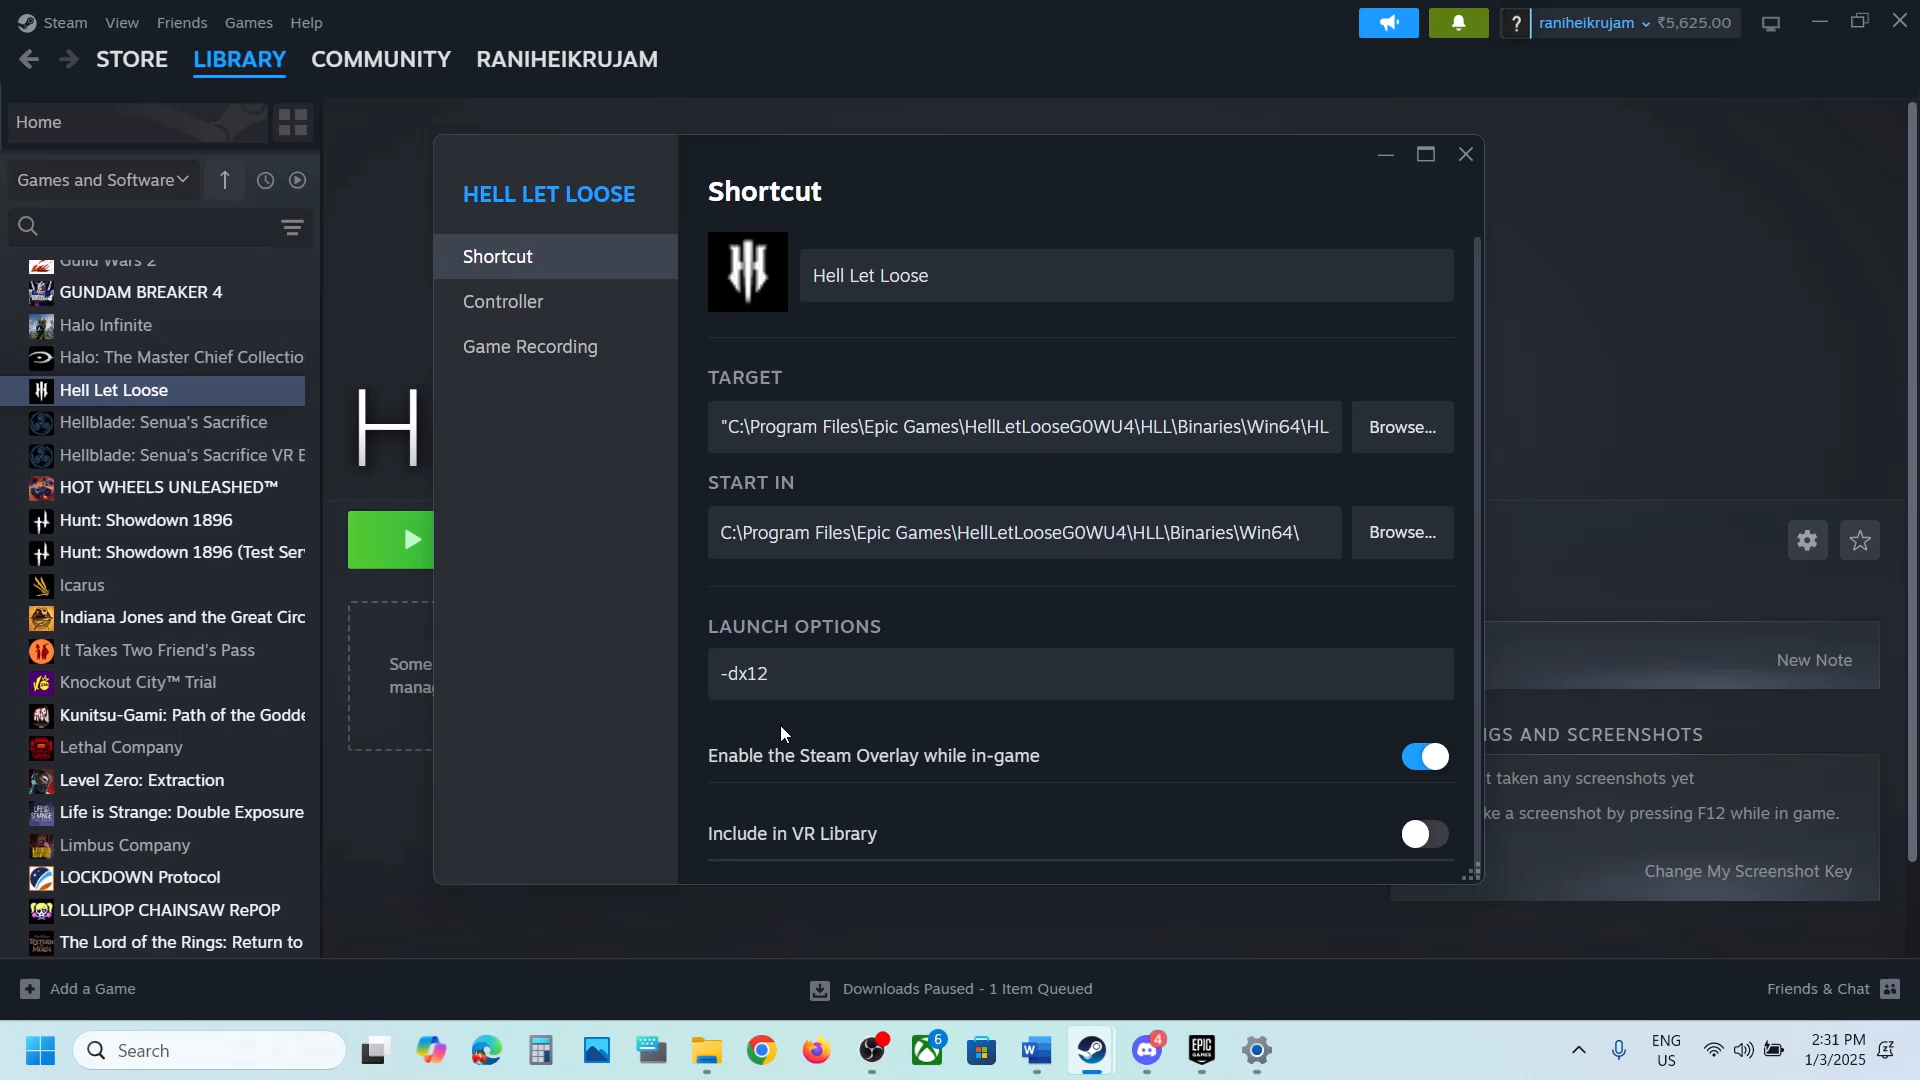 Steam View Friends Games Help
? raniheikrujam ₹5,625.00
STORE LIBRARY COMMUNITY RANIHEIKRUJAM
Home
Games and Software
Guild Wars 2
GUNDAM BREAKER 4
Halo Infinite
Halo: The Master Chief Collectio
Hell Let Loose
Hellblade: Senua's Sacrifice
Hellblade: Senua's Sacrifice VR E
HOT WHEELS UNLEASHED™
Hunt: Showdown 1896
Hunt: Showdown 1896 (Test Ser
Icarus
Indiana Jones and the Great Circ
It Takes Two Friend's Pass
Knockout City™ Trial
Kunitsu-Gami: Path of the Godde
Lethal Company
Level Zero: Extraction
Life is Strange: Double Exposure
Limbus Company
LOCKDOWN Protocol
LOLLIPOP CHAINSAW RePOP
The Lord of the Rings: Return to
H
Some
manag
HELL LET LOOSE
Shortcut
Controller
Game Recording
Shortcut
Hell Let Loose
TARGET
"C:\Program Files\Epic Games\HellLetLooseG0WU4\HLL\Binaries\Win64\HL
Browse...
START IN
C:\Program Files\Epic Games\HellLetLooseG0WU4\HLL\Binaries\Win64\
Browse...
LAUNCH OPTIONS
-dx12
Enable the Steam Overlay while in-game
Include in VR Library
New Note
GS AND SCREENSHOTS
t taken any screenshots yet
ke a screenshot by pressing F12 while in game.
Change My Screenshot Key
Add a Game
Downloads Paused - 1 Item Queued
Friends & Chat
Search
6
4
ENG
US
2:31 PM
1/3/2025